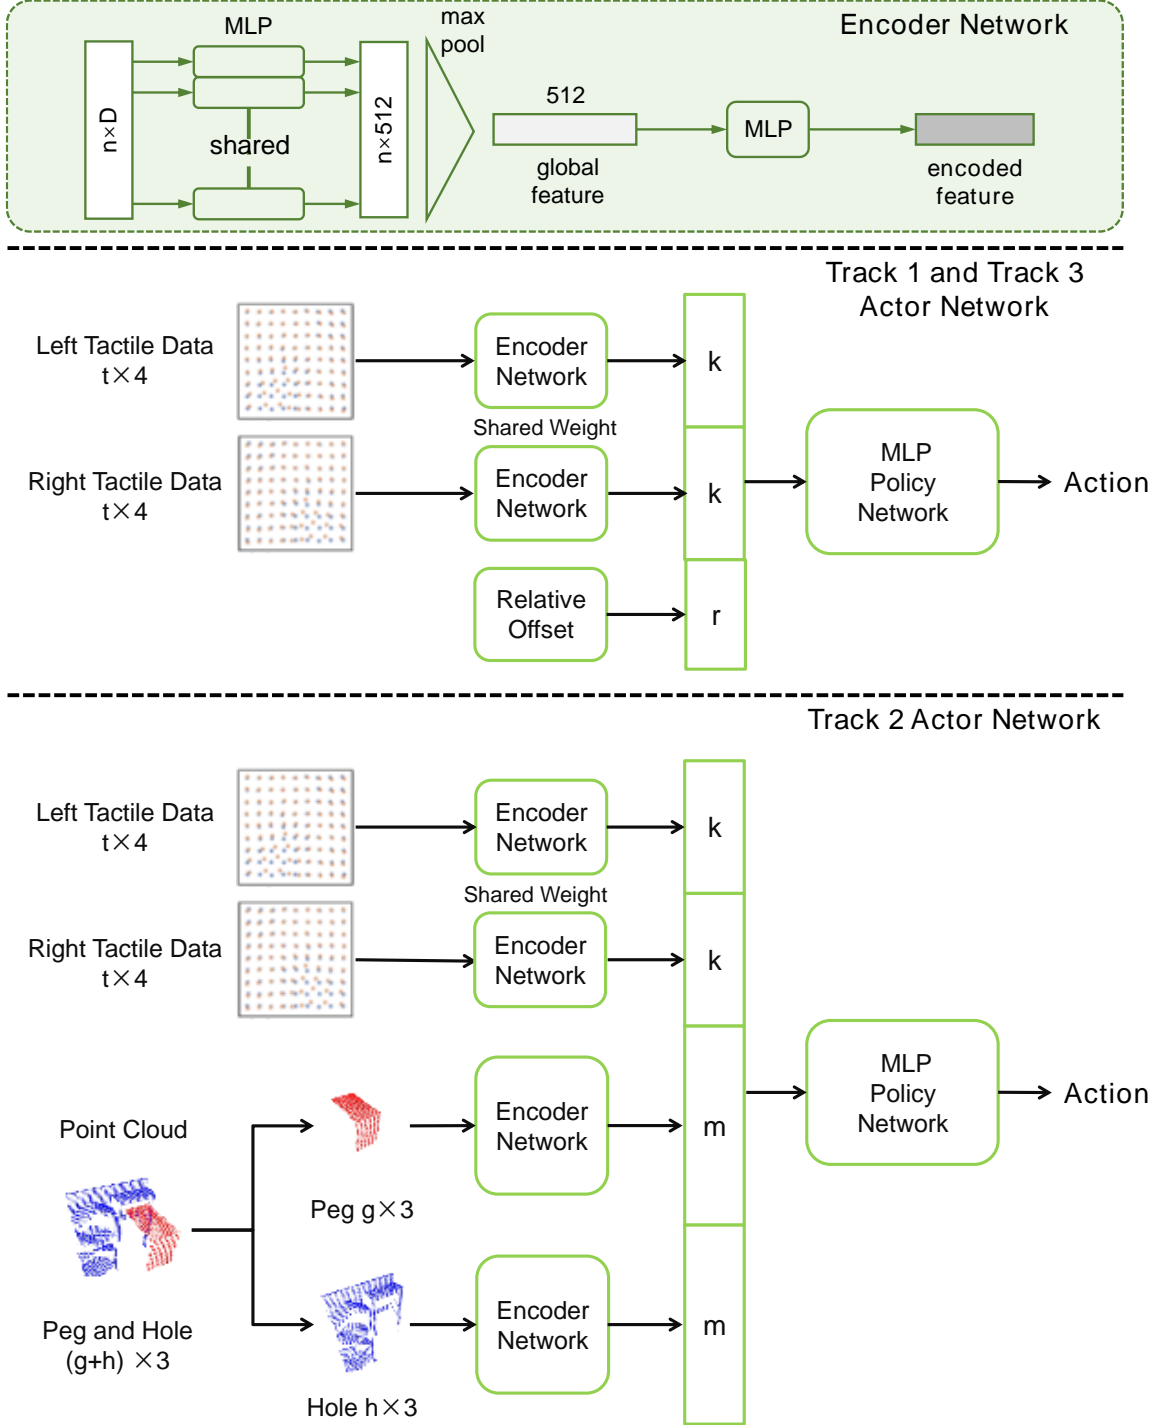 Encoder Network
MLP
max
pool
n×D
shared
n×512
512
global
feature
MLP
encoded
feature
Track 1 and Track 3
Actor Network
Left Tactile Data
t×4
Encoder
Network
k
Shared Weight
Right Tactile Data
t×4
Encoder
Network
k
MLP
Policy
Network
Action
Relative
Offset
r
Track 2 Actor Network
Left Tactile Data
t×4
Encoder
Network
k
Shared Weight
Right Tactile Data
t×4
Encoder
Network
k
Point Cloud
Peg g×3
Encoder
Network
m
MLP
Policy
Network
Action
Peg and Hole
(g+h) ×3
Hole h×3
Encoder
Network
m